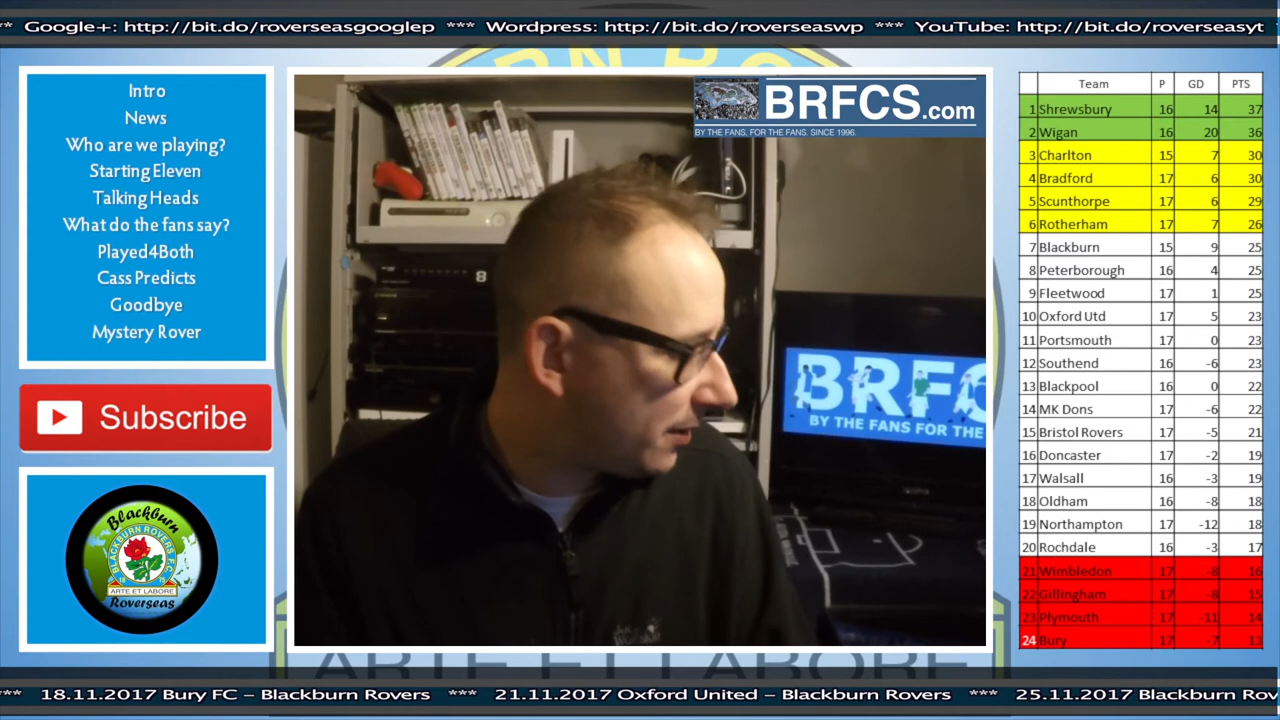 ** Google+: http://bit.do/roverseasgooglep *** Wordpress: http://bit.do/roverseaswp *** YouTube: http://bit.do/roverseasyt
Intro
News
Who are we playing?
Starting Eleven
Talking Heads
What do the fans say?
Played4Both
Cass Predicts
Goodbye
Mystery Rover
Subscribe
Blackburn
BLACKBURN ROVERS F.C.
18 75
ARTE ET LABORE
Roverseas
BRFCS.com
BY THE FANS. FOR THE FANS. SINCE 1996.
8
BRFC
BY THE FANS FOR THE
Team P GD PTS
1 Shrewsbury 16 14 37
2 Wigan 16 20 36
3 Charlton 15 7 30
4 Bradford 17 6 30
5 Scunthorpe 17 6 29
6 Rotherham 17 7 26
7 Blackburn 15 9 25
8 Peterborough 16 4 25
9 Fleetwood 17 1 25
10 Oxford Utd 17 5 23
11 Portsmouth 17 0 23
12 Southend 16 -6 23
13 Blackpool 16 0 22
14 MK Dons 17 -6 22
15 Bristol Rovers 17 -5 21
16 Doncaster 17 -2 19
17 Walsall 16 -3 19
18 Oldham 16 -8 18
19 Northampton 17 -12 18
20 Rochdale 16 -3 17
21 Wimbledon 17 -8 16
22 Gillingham 17 -8 15
23 Plymouth 17 -11 14
24 Bury 17 -7 13
ARTE ET LABORE
*** 18.11.2017 Bury FC – Blackburn Rovers *** 21.11.2017 Oxford United – Blackburn Rovers *** 25.11.2017 Blackburn Rov